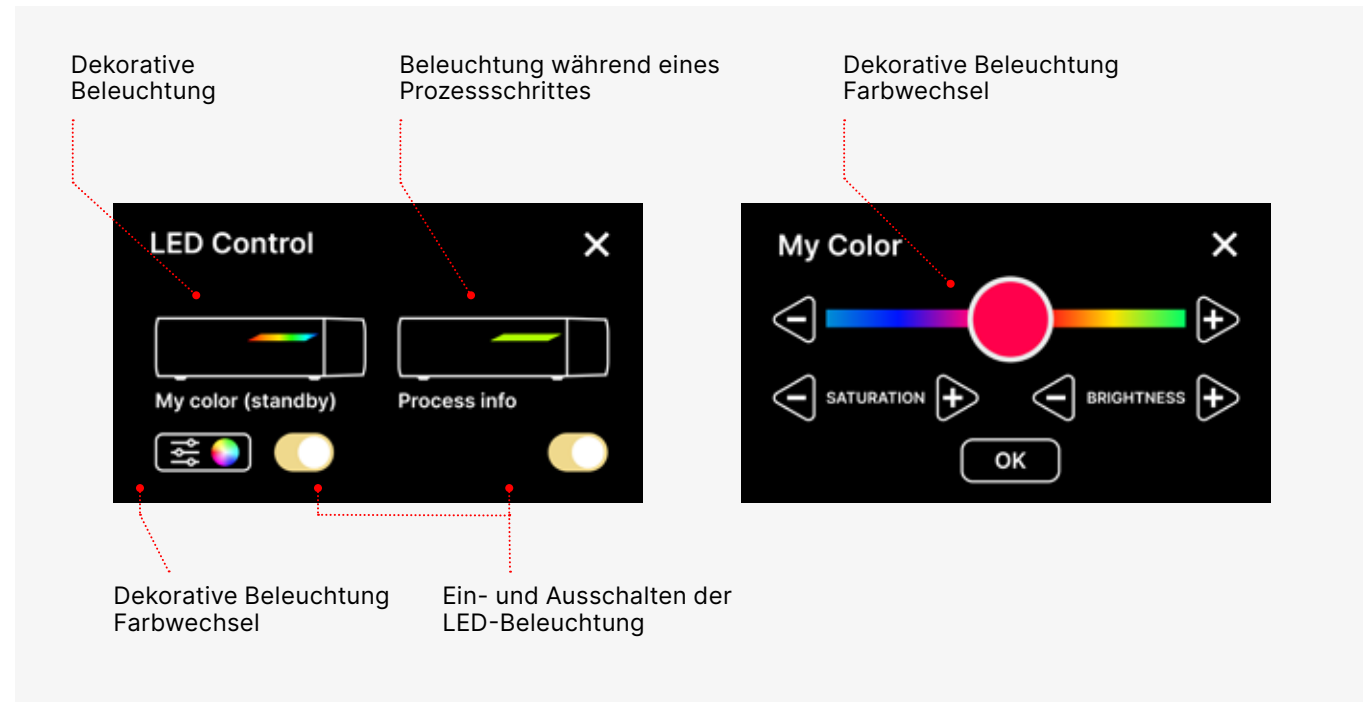 Dekorative
Beleuchtung
Beleuchtung während eines
Prozessschrittes
Dekorative Beleuchtung
Farbwechsel
LED Control
My color (standby)
Process info
My Color
SATURATION
BRIGHTNESS
OK
Dekorative Beleuchtung
Farbwechsel
Ein- und Ausschalten der
LED-Beleuchtung